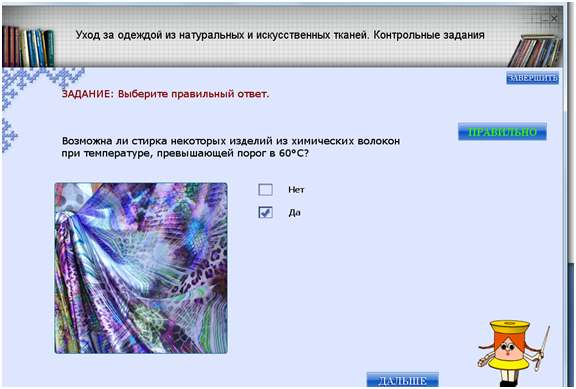 Уход за одеждой из натуральных и искусственных тканей. Контрольные задания
ЗАВЕРШИТЬ
ЗАДАНИЕ: Выберите правильный ответ.
ПРАВИЛЬНО
Возможна ли стирка некоторых изделий из химических волокон
при температуре, превышающей порог в 60°С?
Нет
Да
ДАЛЬШЕ